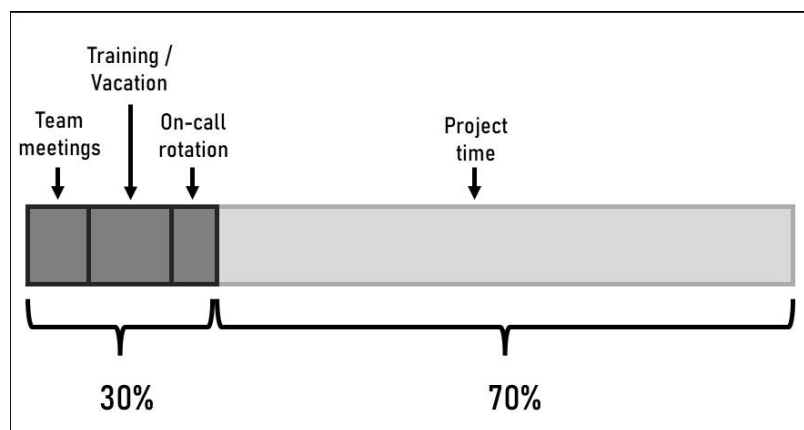 Training /
Vacation
Team
meetings
On-call
rotation
Project
time
30%
70%